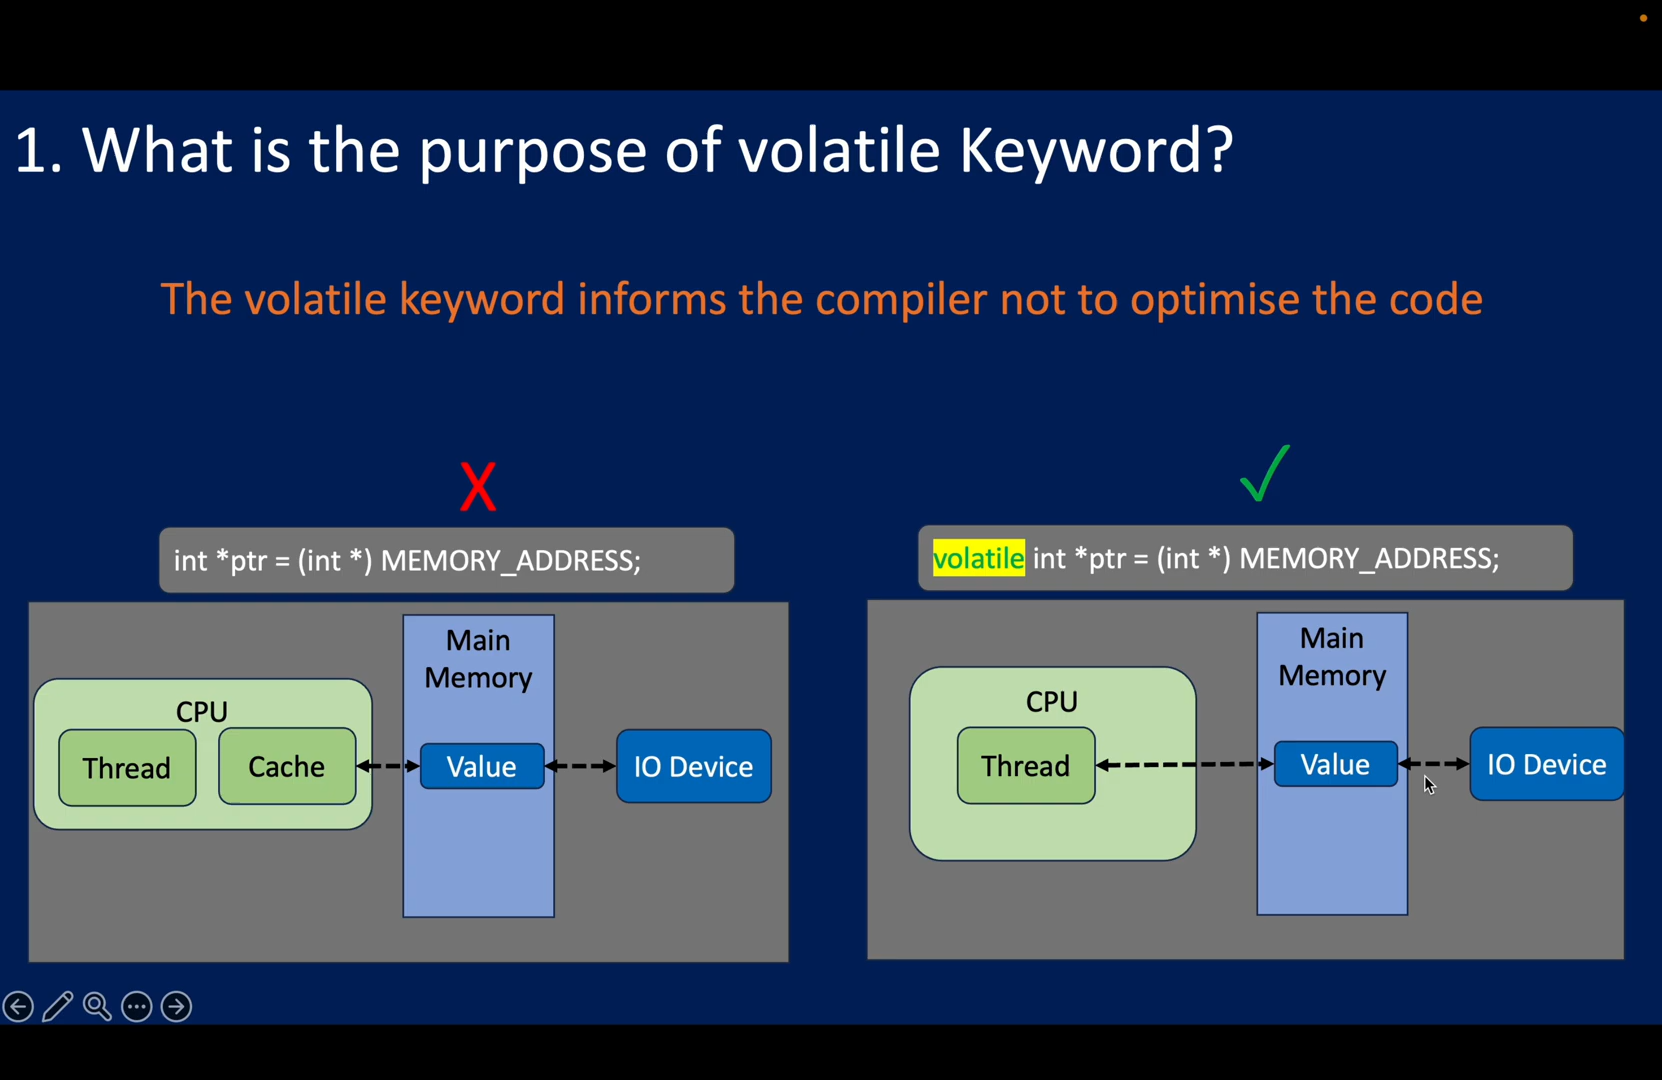 1. What is the purpose of volatile Keyword?
The volatile keyword informs the compiler not to optimise the code
X
int *ptr = (int *) MEMORY_ADDRESS;
Main
Memory
CPU
Thread
Cache
Value
IO Device
volatile int *ptr = (int *) MEMORY_ADDRESS;
Main
Memory
CPU
Thread
Value
IO Device